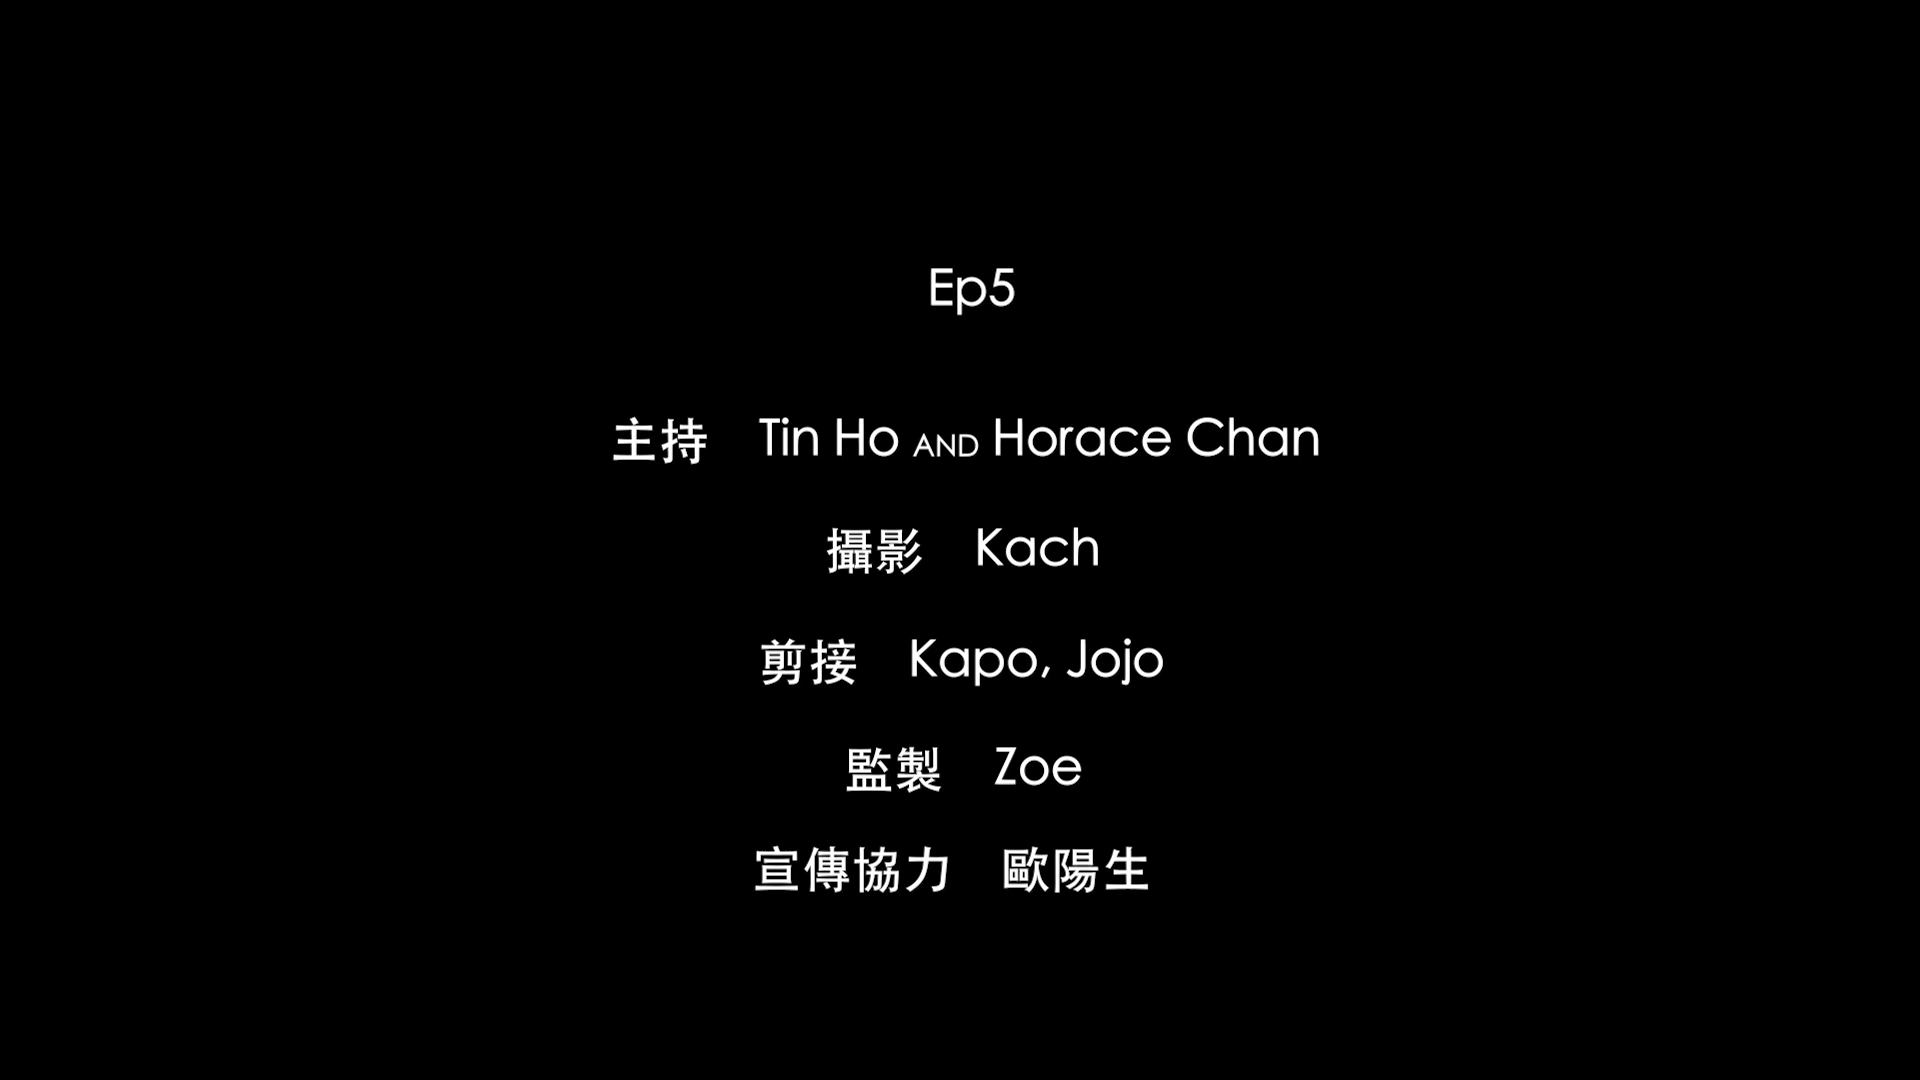 Ep5
主持　Tin Ho AND Horace Chan
攝影　Kach
剪接　Kapo, Jojo
監製　Zoe
宣傳協力　歐陽生